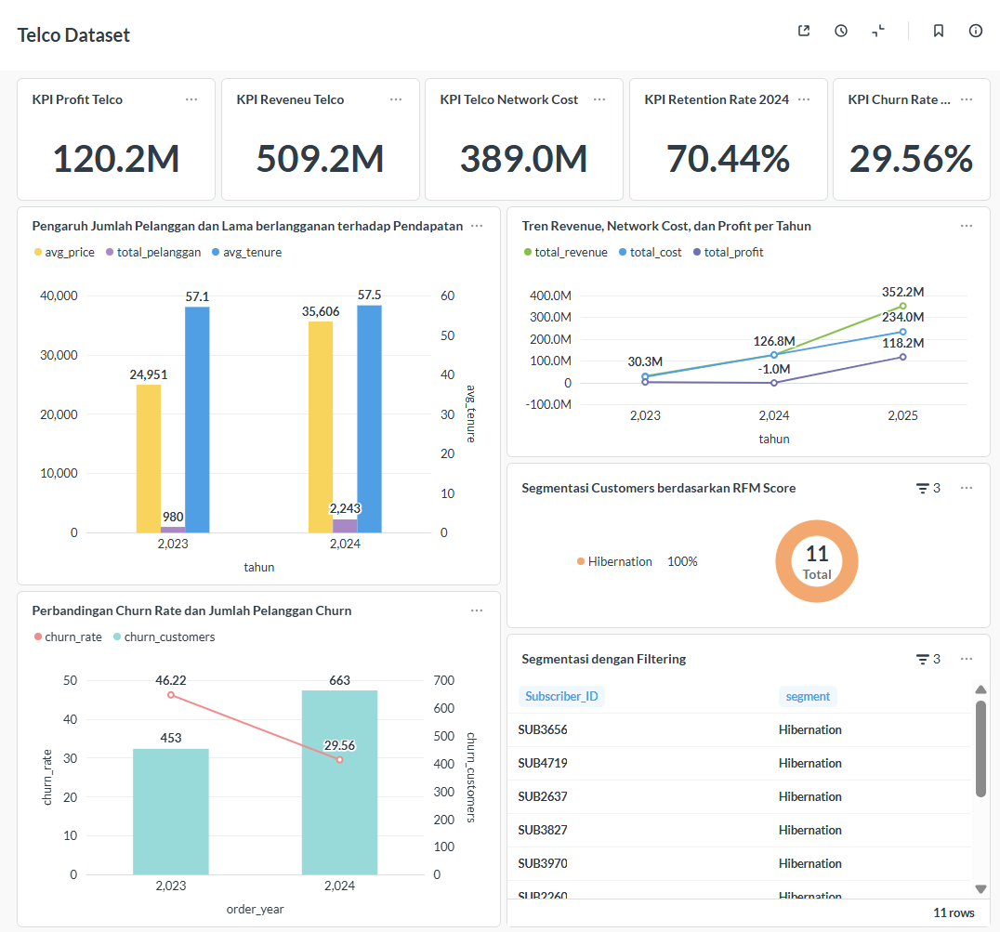 Telco Dataset
KPI Profit Telco
120.2M
KPI Reveneu Telco
509.2M
KPI Telco Network Cost
389.0M
KPI Retention Rate 2024
70.44%
KPI Churn Rate ...
29.56%
Pengaruh Jumlah Pelanggan dan Lama berlangganan terhadap Pendapatan
avg_price total_pelanggan avg_tenure
40,000
30,000
20,000
10,000
0
24,951
980
57.1
35,606
2,243
57.5
60
50
40
30
20
10
0
avg_tenure
2,023
2,024
tahun
Tren Revenue, Network Cost, dan Profit per Tahun
total_revenue total_cost total_profit
400.0M
300.0M
200.0M
100.0M
0
-100.0M
30.3M
126.8M
-1.0M
352.2M
234.0M
118.2M
2,023
2,024
2,025
tahun
Segmentasi Customers berdasarkan RFM Score
3
Hibernation 100%
11
Total
Perbandingan Churn Rate dan Jumlah Pelanggan Churn
churn_rate churn_customers
50
40
30
20
10
0
churn_rate
46.22
453
663
29.56
700
600
500
400
300
200
100
0
churn_customers
2,023
2,024
order_year
Segmentasi dengan Filtering
3
Subscriber_ID segment
SUB3656 Hibernation
SUB4719 Hibernation
SUB2637 Hibernation
SUB3827 Hibernation
SUB3970 Hibernation
SUB2260 Hibernation
11 rows